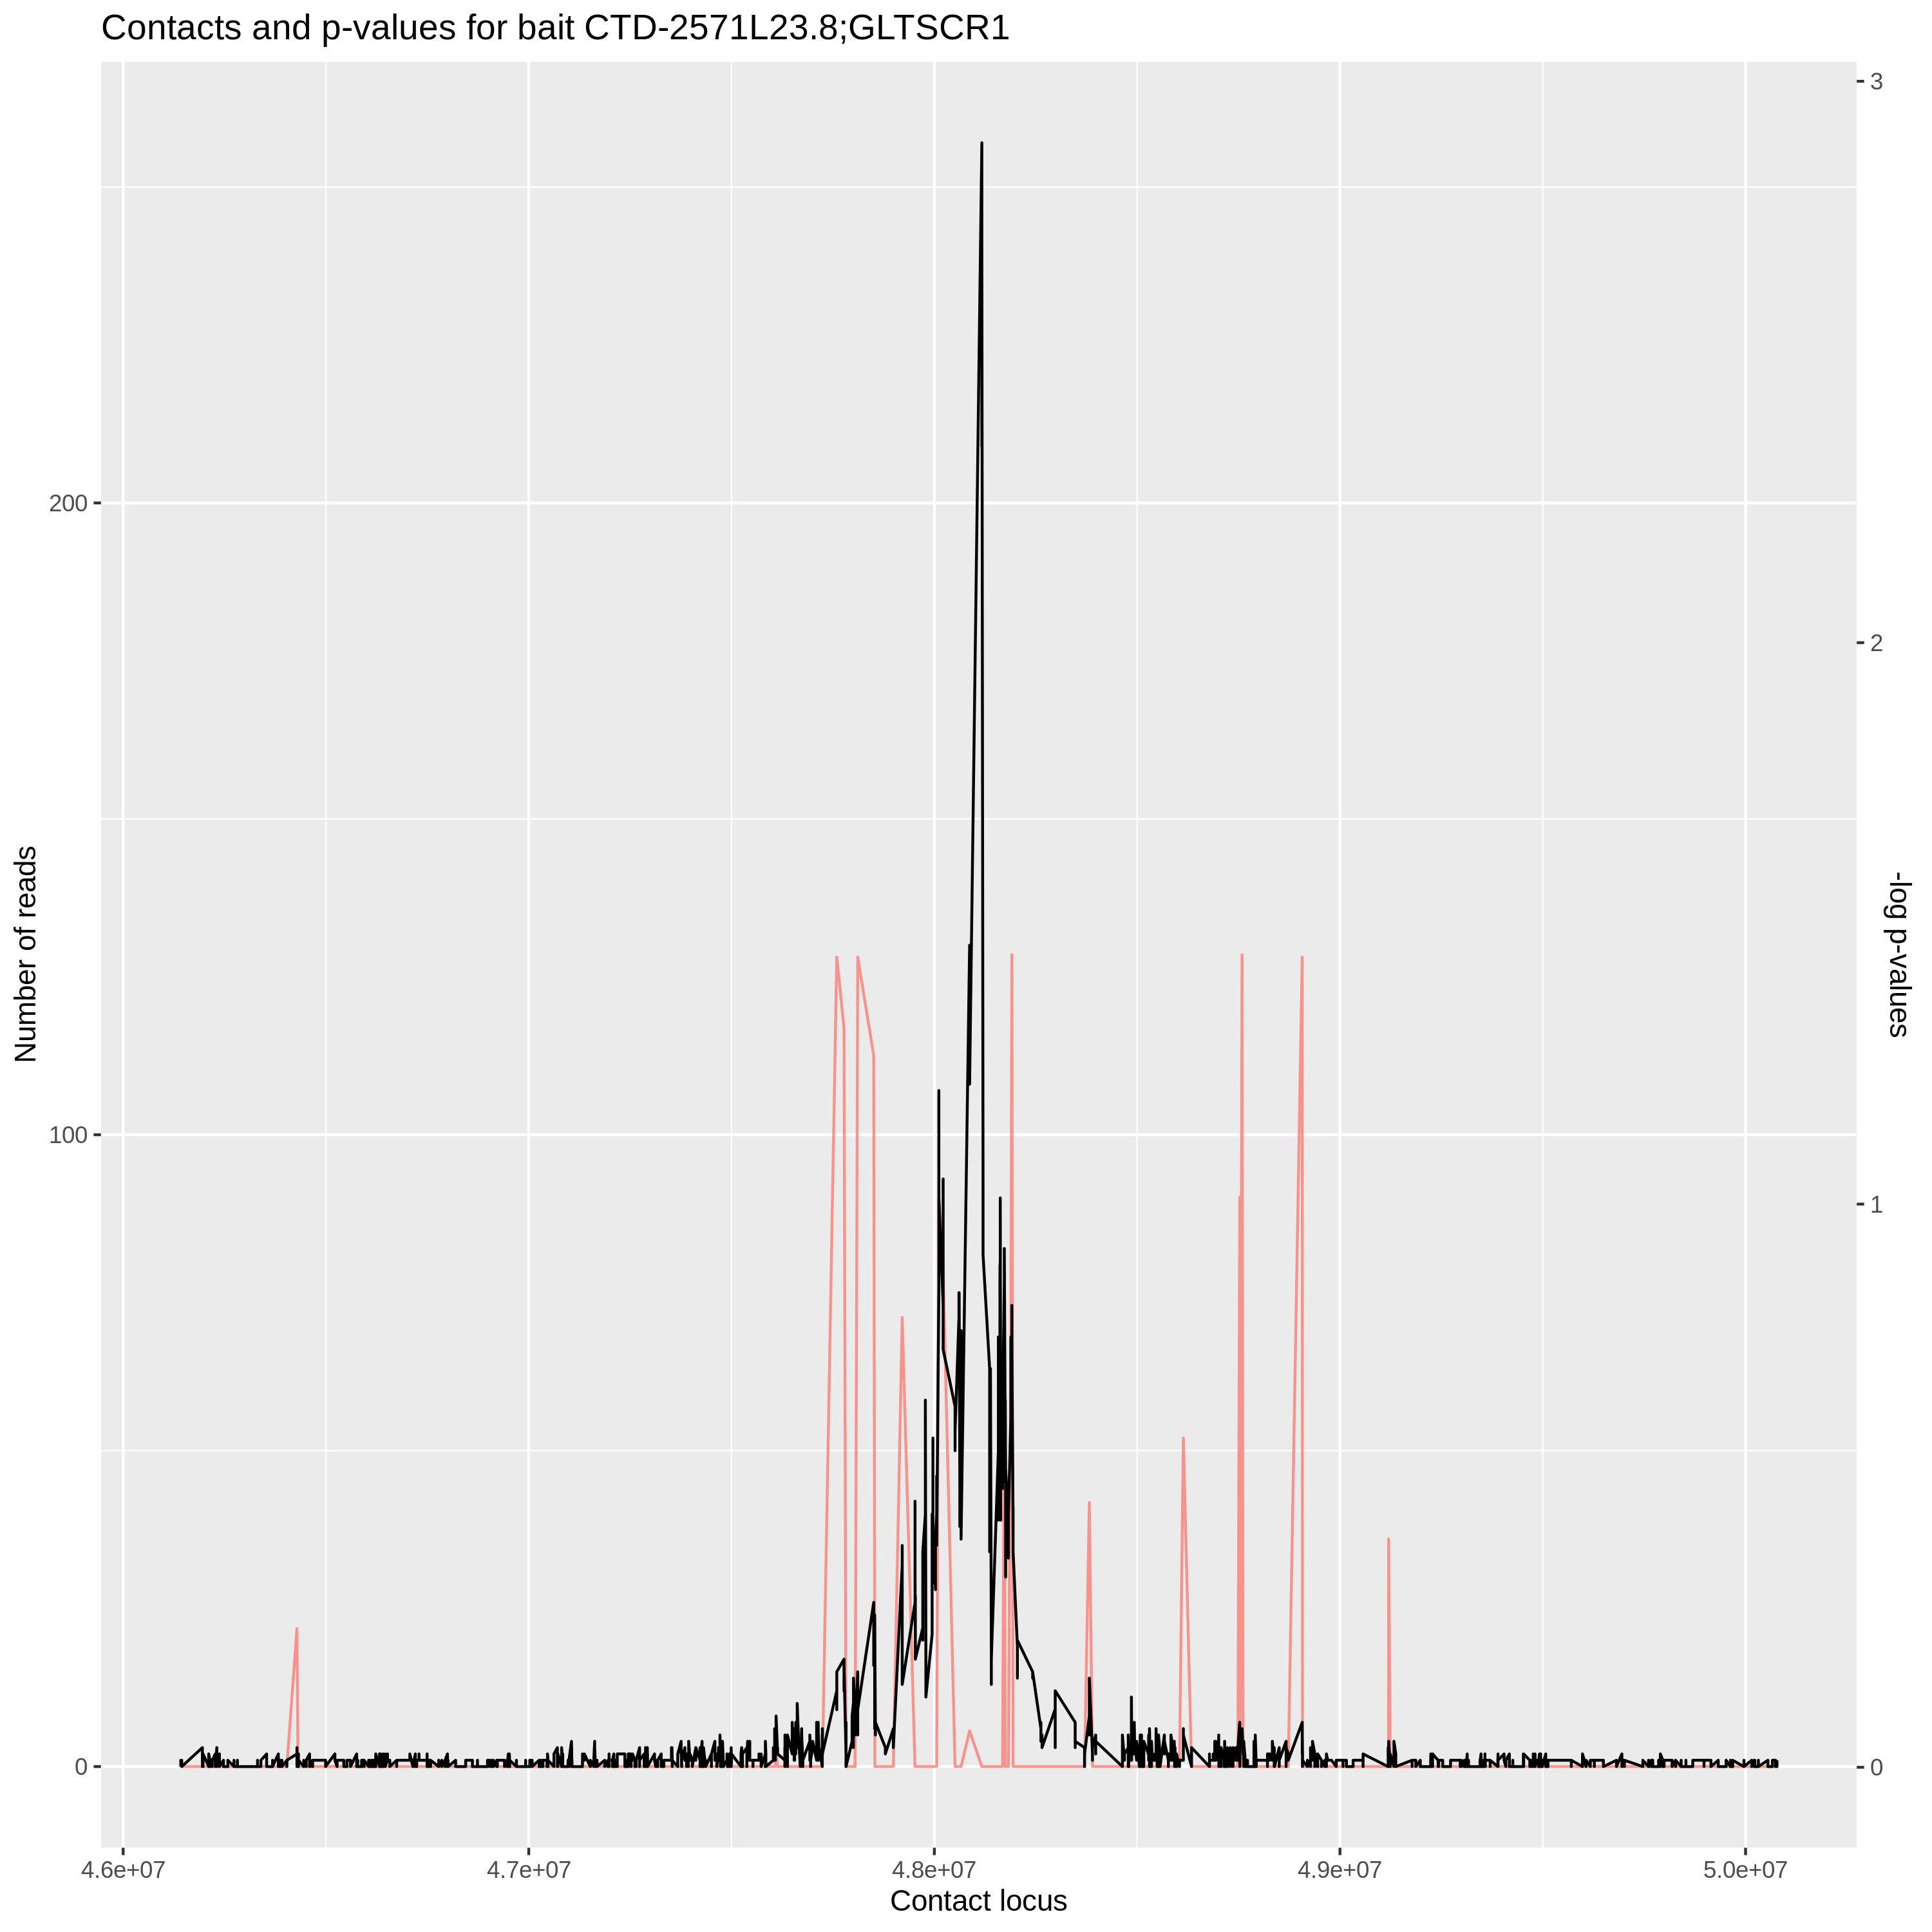 Contacts and p-values for bait CTD-2571L23.8;GLTSCR1
3
200
2
Number of reads
-log p-values
100
1
0
0
4.6e+07
4.7e+07
4.8e+07
4.9e+07
5.0e+07
Contact locus